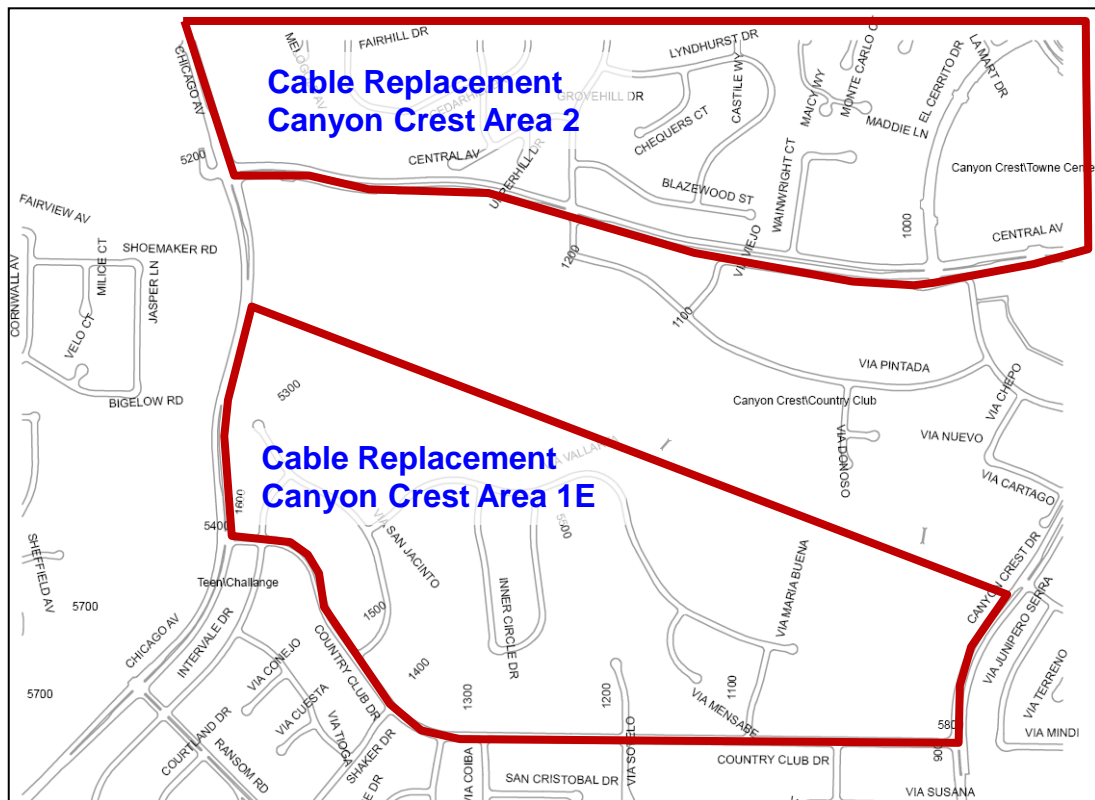 FAIRHILL DR
LYNDHURST DR
LA MART DR
CHICAGO AV
Cable Replacement
Canyon Crest Area 2
GROVEHILL DR
CASTILE WY
MAICY WY
EL CERRITO DR
CHEQUERS CT
MADDIE LN
5200
CENTRAL AV
UPPERHILL DR
WAINWRIGHT CT
Canyon Crest\Towne Cente
BLAZEWOOD ST
FAIRVIEW AV
1000
CENTRAL AV
SHOEMAKER RD
MILICE CT
1200
VIA VIEJO
CORNWALL AV
JASPER LN
1100
VELO CT
VIA PINTADA
BIGELOW RD
5300
Canyon Crest\Country Club
VIA CHEPO
VIA NUEVO
VIA DONOSO
Cable Replacement
Canyon Crest Area 1E
VIA CARTAGO
1600
5400
5500
VIA SAN JACINTO
CANYON CREST DR
SHEFFIELD AV
Teen\Challange
VIA MARIA BUENA
VIA JUNIPERO SERRA
5700
1500
INNER CIRCLE DR
CHICAGO AV
INTERVALE DR
COUNTRY CLUB DR
VIA CONEJO
1400
VIA TERRENO
5700
1300
1200
1100
VIA MENSABE
VIA CUESTA
VIA TIOGA
COURTLAND DR
RANSOM RD
SHAKER DR
VIA COIBA
580
900
VIA MINDI
COUNTRY CLUB DR
SAN CRISTOBAL DR
VIA SUSANA